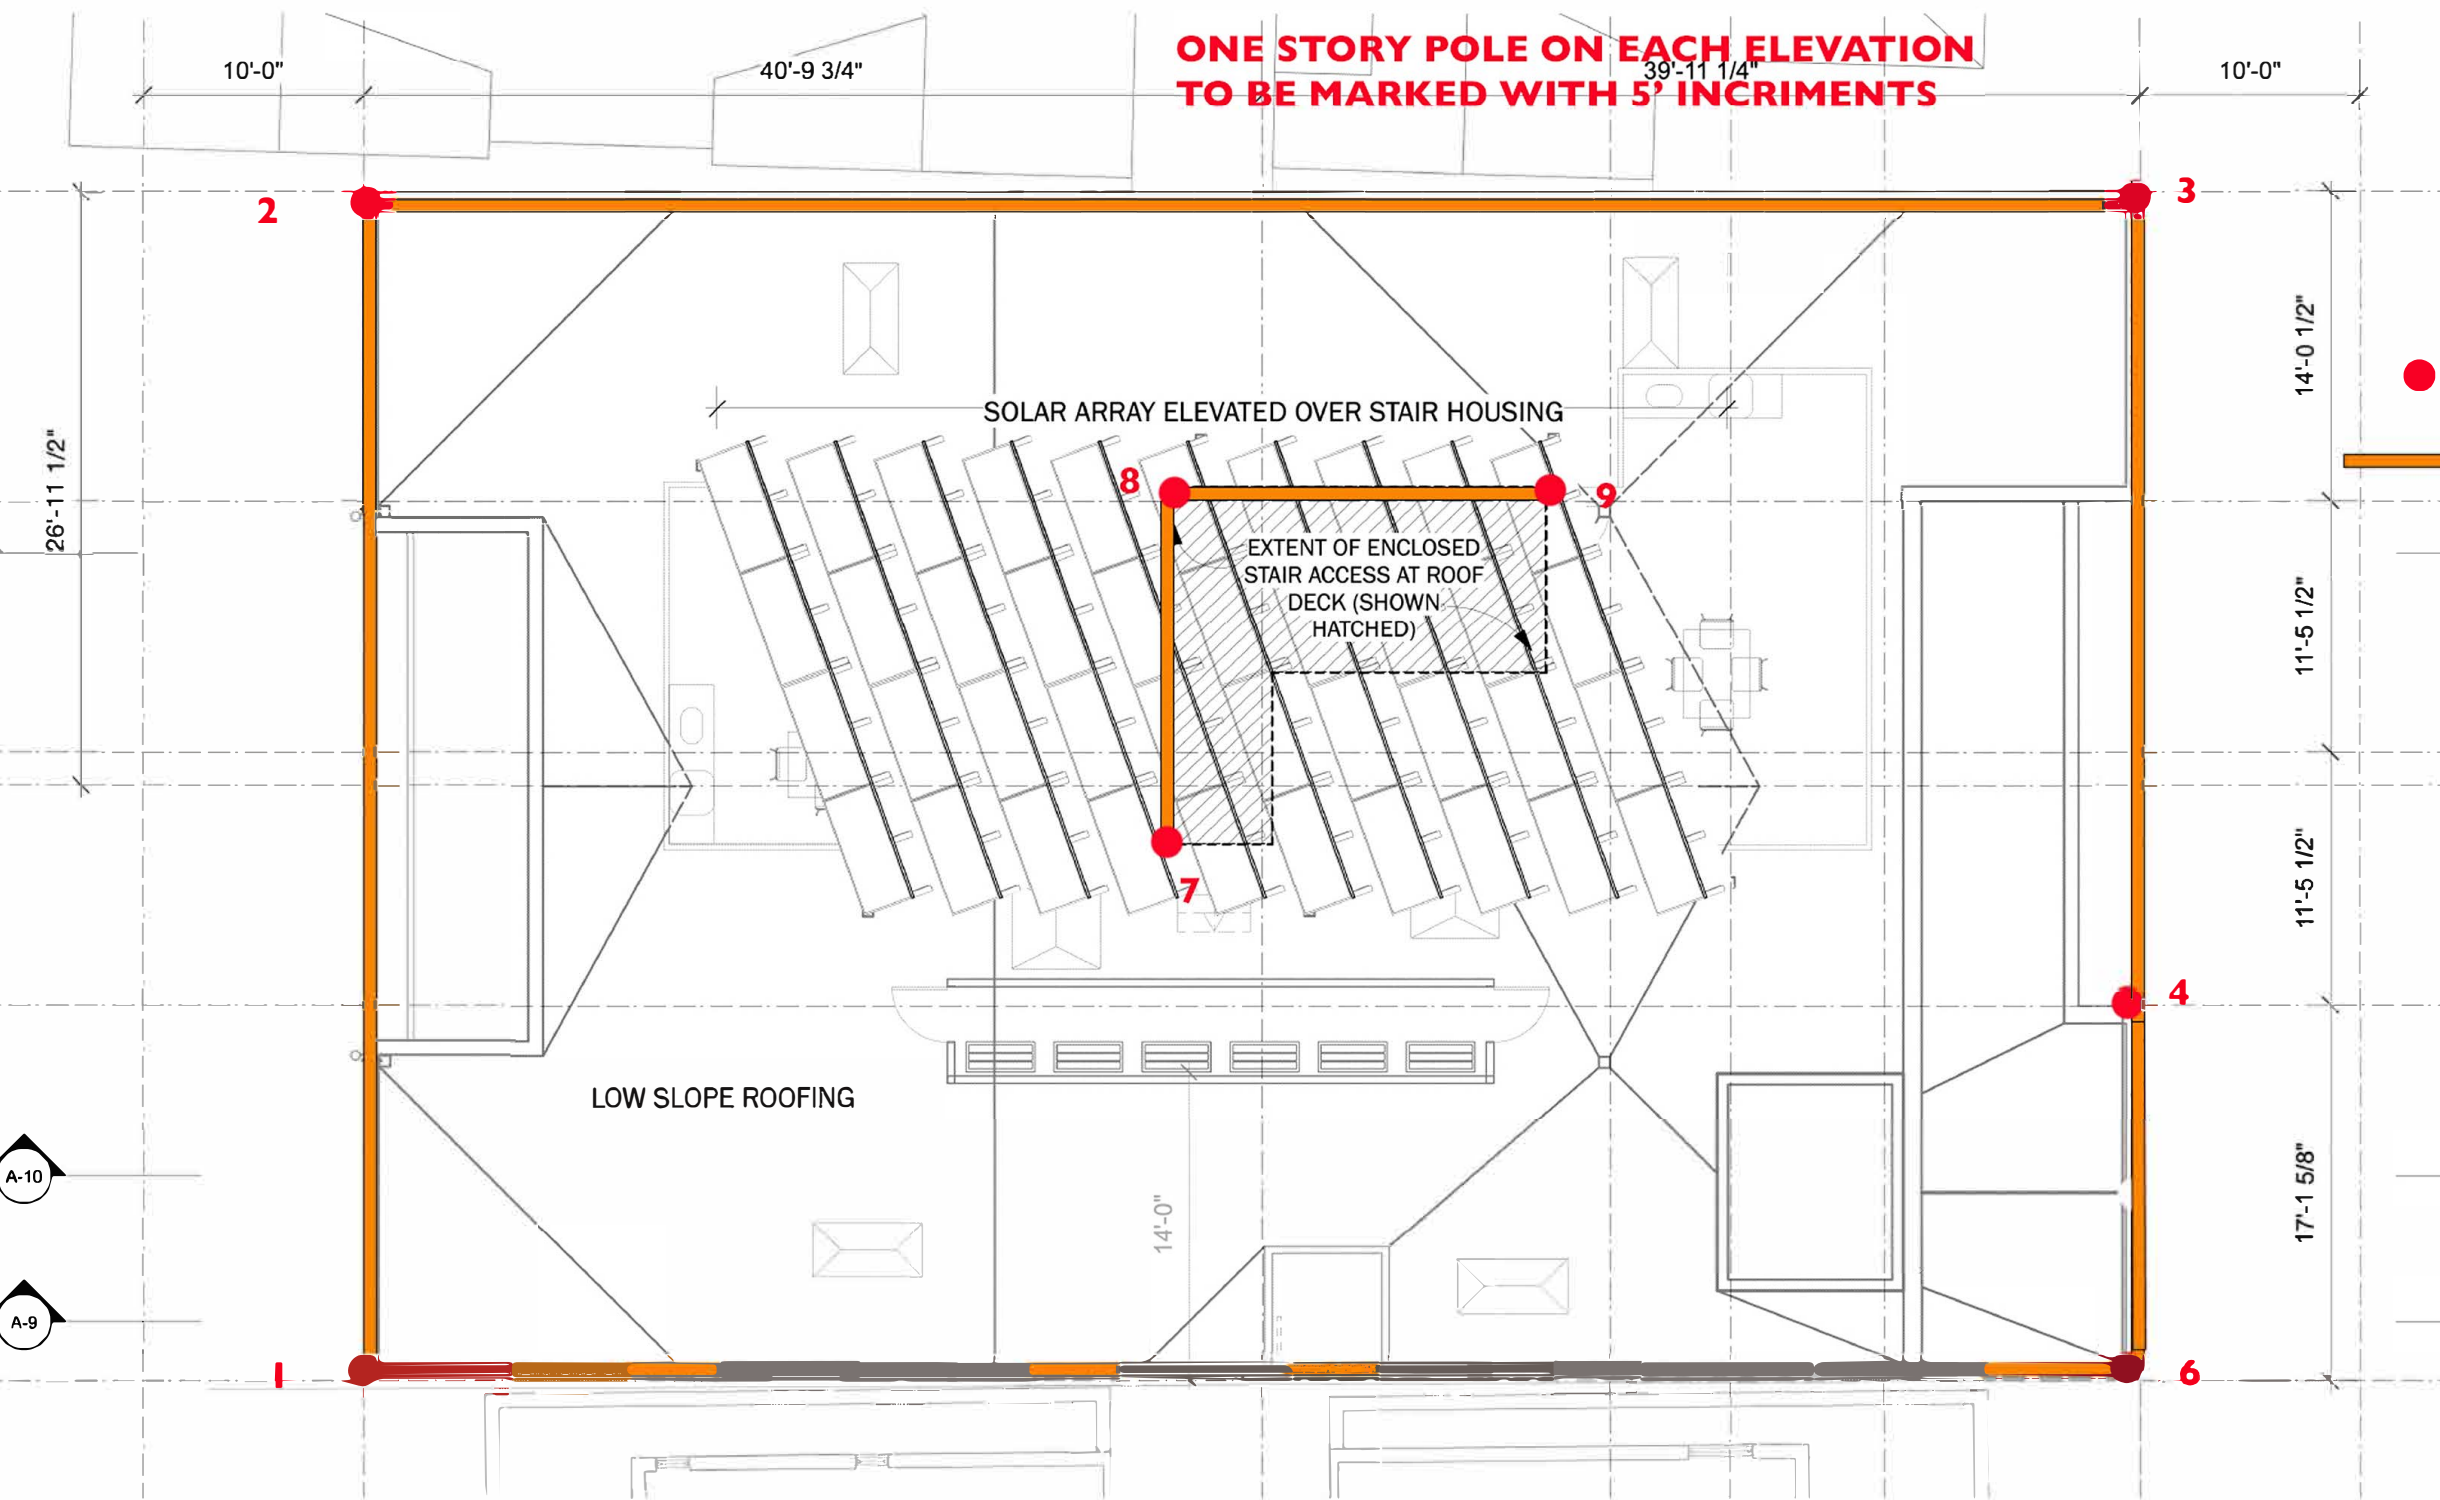 ONE STORY POLE ON EACH ELEVATION
TO BE MARKED WITH 5' INCRIMENTS
10'-0"
40'-9 3/4"
39'-11 1/4"
10'-0"
2
3
14'-0 1/2"
SOLAR ARRAY ELEVATED OVER STAIR HOUSING
26'-11 1/2"
8
9
EXTENT OF ENCLOSED
STAIR ACCESS AT ROOF
DECK (SHOWN
HATCHED)
11'-5 1/2"
7
11'-5 1/2"
4
LOW SLOPE ROOFING
A-10
14'-0"
17'-1 5/8"
A-9
1
6